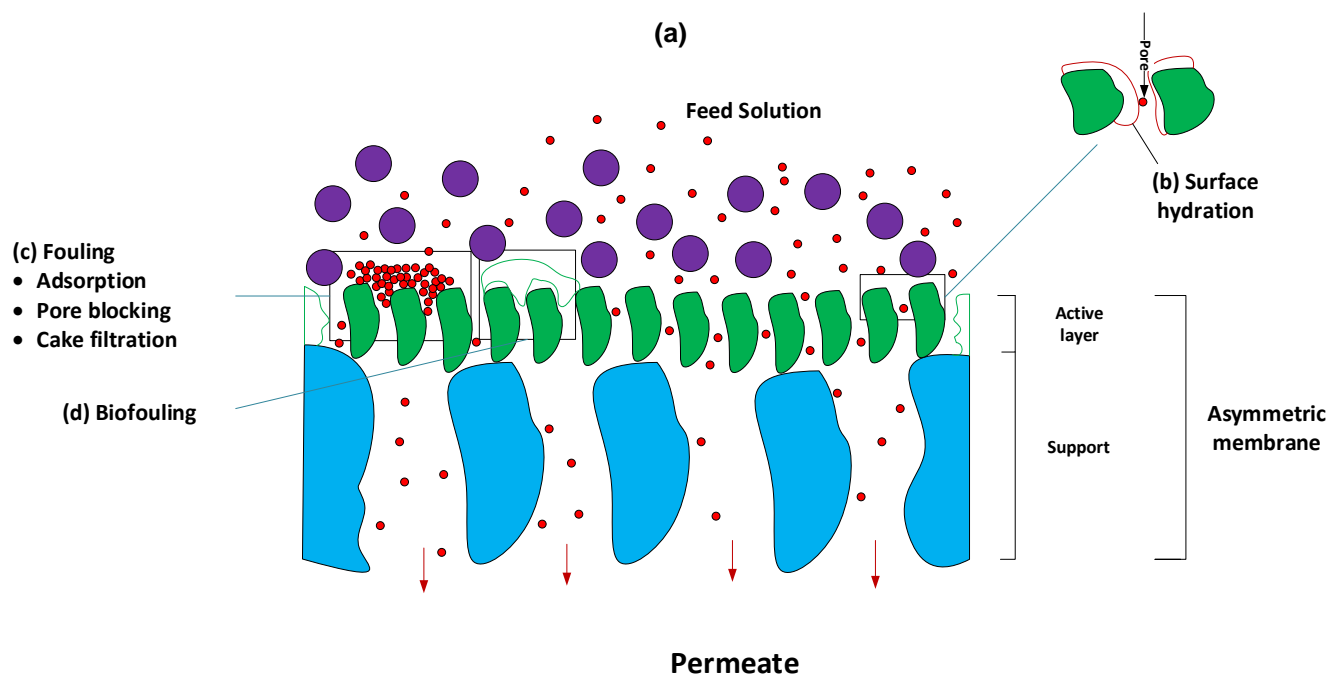 (a)
Pore
Feed Solution
(b) Surface
hydration
(c) Fouling
• Adsorption
• Pore blocking
• Cake filtration
(d) Biofouling
Active
layer
Support
Asymmetric
membrane
Permeate